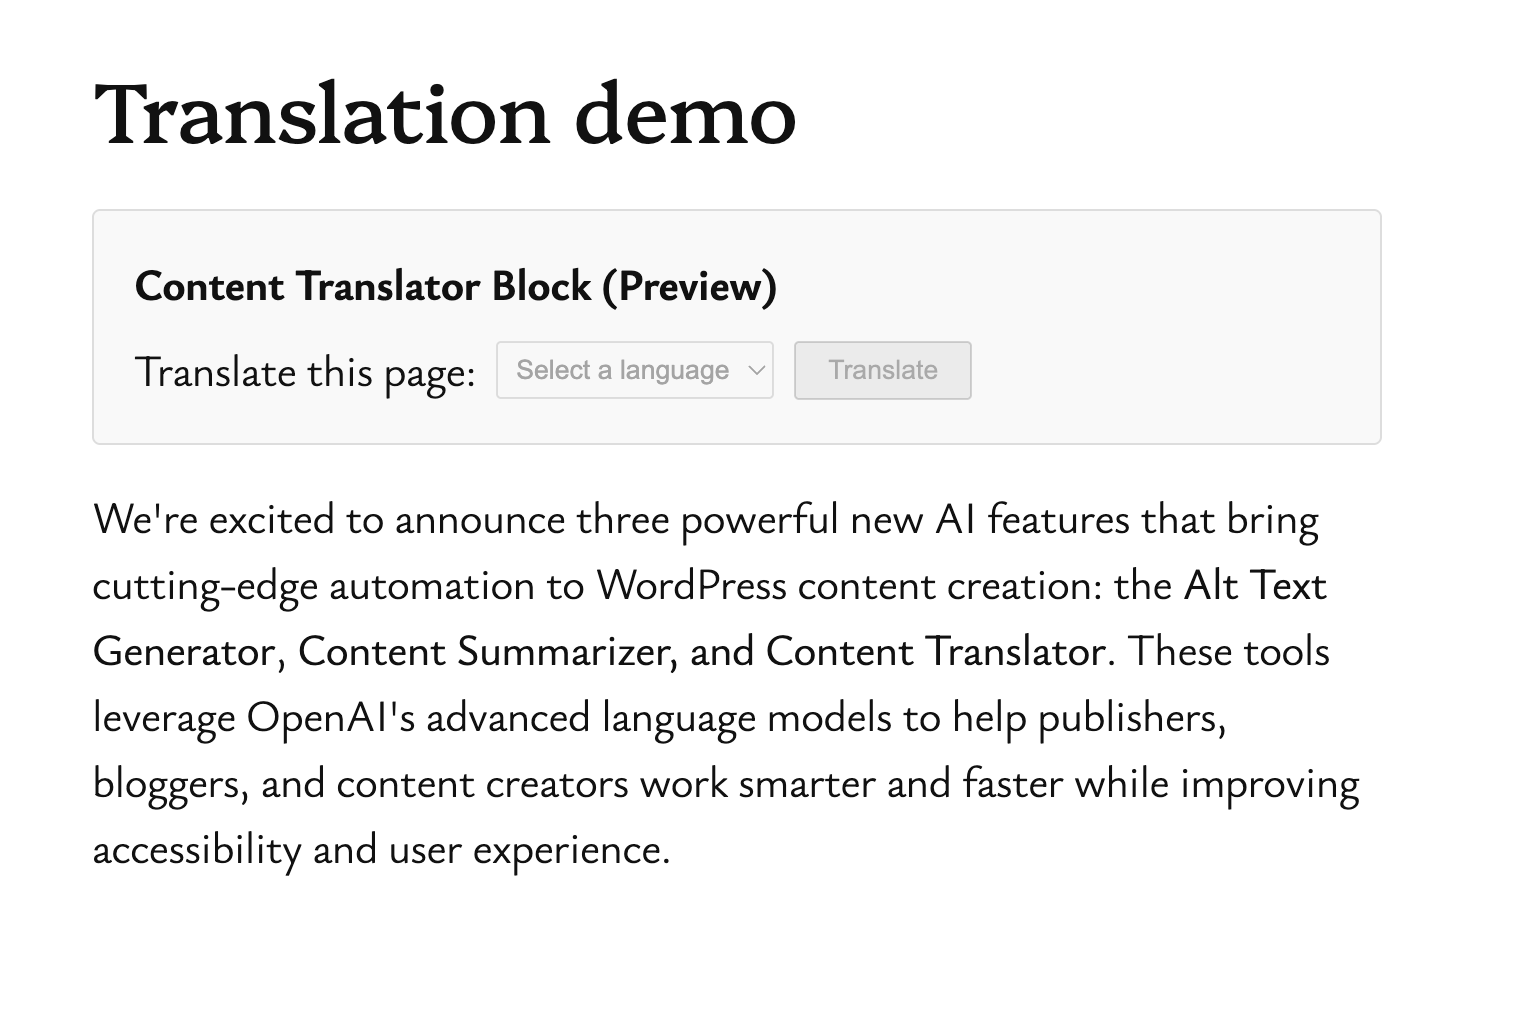 Translation demo
Content Translator Block (Preview)
Translate this page: Select a language Translate
We're excited to announce three powerful new AI features that bring
cutting-edge automation to WordPress content creation: the Alt Text
Generator, Content Summarizer, and Content Translator. These tools
leverage OpenAI's advanced language models to help publishers,
bloggers, and content creators work smarter and faster while improving
accessibility and user experience.